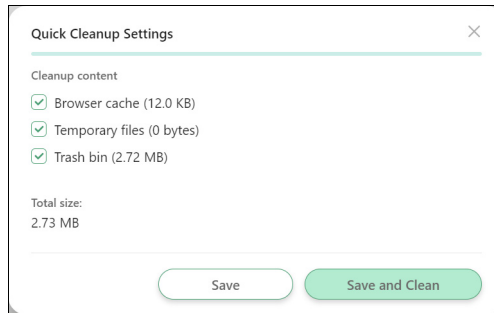 Quick Cleanup Settings
Cleanup content
Browser cache (12.0 KB)
Temporary files (0 bytes)
Trash bin (2.72 MB)
Total size:
2.73 MB
Save
Save and Clean